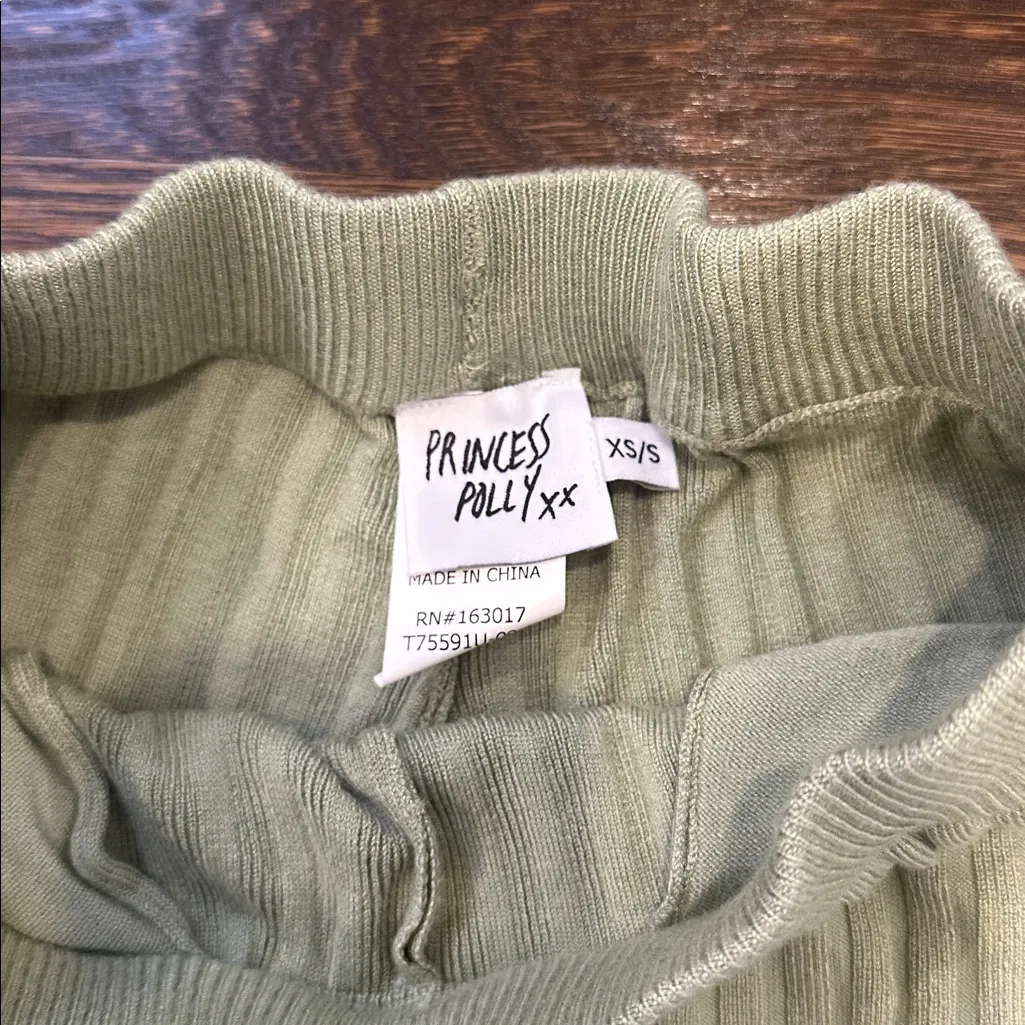 PRINCESS
POLLY xx
XS/S
MADE IN CHINA
RN#163017